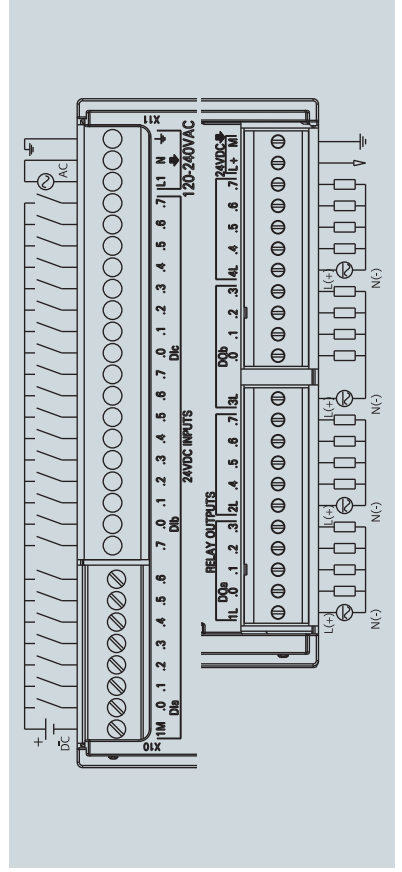 + - DC AC
X10 X11
1M .0 .1 .2 .3 .4 .5 .6 .7 .0 .1 .2 .3 .4 .5 .6 .7 .0 .1 .2 .3 .4 .5 .6 .7 L1 N
DIa DIb DIc
24VDC INPUTS 120-240VAC
RELAY OUTPUTS 24VDC
DQa DQb
1L .0 .1 .2 .3 2L .4 .5 .6 .7 3L .0 .1 .2 .3 4L .4 .5 .6 .7 L+ M
L(+) L(+) L(+) L(+)
N(-) N(-) N(-) N(-)